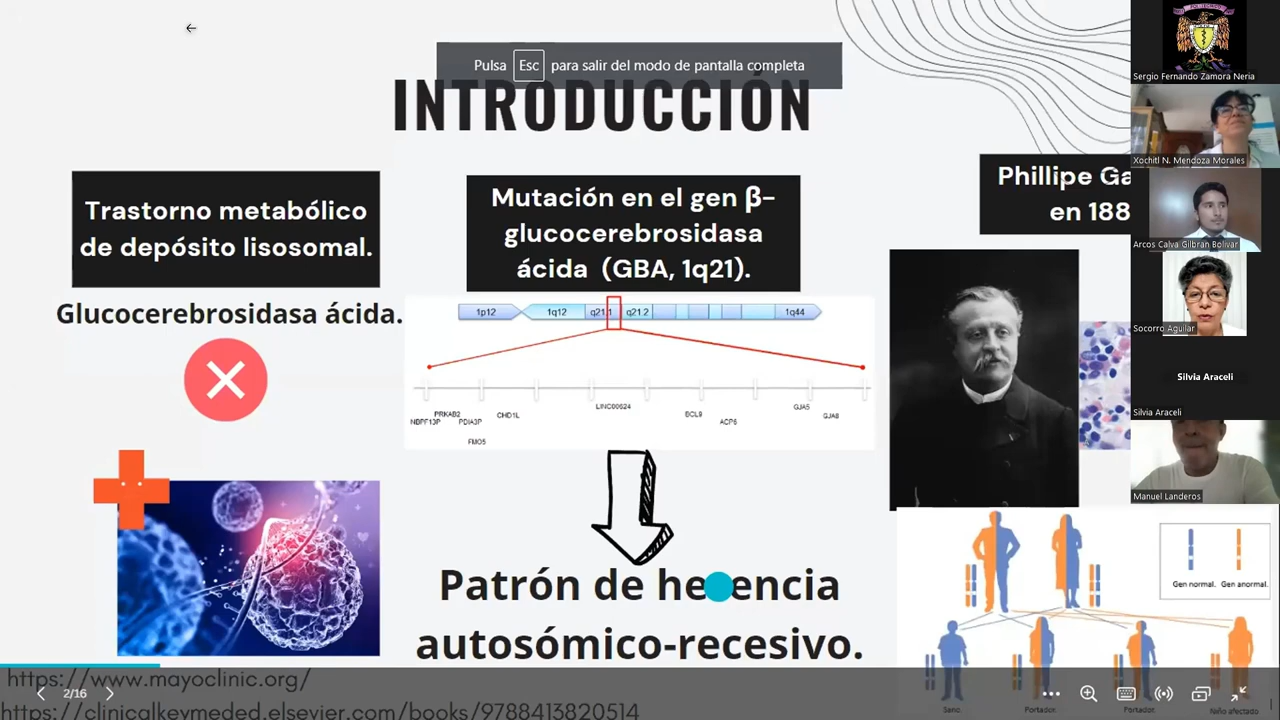 Pulsa Esc para salir del modo de pantalla completa
INTRODUCCIÓN
Trastorno metabólico
de depósito lisosomal.
Glucocerebrosidasa ácida.
Mutación en el gen β-
glucocerebrosidasa
ácida (GBA, 1q21).
1p12 1q12 q21.1 q21.2 1q44
NBPF13P PRKAB2 PDIA3P CHD1L LINC00624 BCL9 ACP6 GJA5 GJA8
FMO5
Patrón de herencia
autosómico-recesivo.
Phillipe Ga
en 188
Gen normal. Gen anormal.
Sano. Portador. Portador. Niño afectado
https://www.mayoclinic.org/
2/16
https://clinicalkeymeded.elsevier.com/books/9788413820514
Sergio Fernando Zamora Neria
Xochitl N. Mendoza Morales
Arcos Calva Gilbran Bolivar
Socorro Aguilar
Silvia Araceli
Silvia Araceli
Manuel Landeros